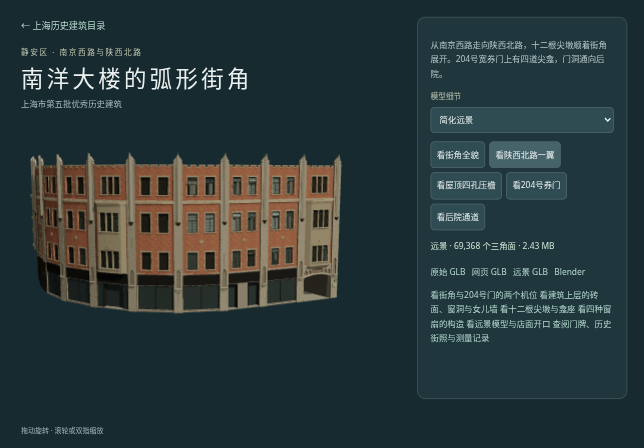 ← 上海历史建筑目录
静安区 · 南京西路与陕西北路
南洋大楼的弧形街角
上海市第五批优秀历史建筑
从南京西路走向陕西北路，十二根尖墩顺着街角
展开。204号宽券门上有四道尖龛，门洞通向后
院。
模型细节
简化远景
看街角全貌
看陕西北路一翼
看屋顶四孔压檐
看204号券门
看后院通道
远景 · 69,368 个三角面 · 2.43 MB
原始 GLB 网页 GLB 远景 GLB Blender
看街角与204号门的两个机位 看建筑上层的砖
面、窗洞与女儿墙 看十二根尖墩与龛座 看四种窗
扇的构造 看远景模型与店面开口 查阅门牌、历史
街照与测量记录
拖动旋转 · 滚轮或双指缩放